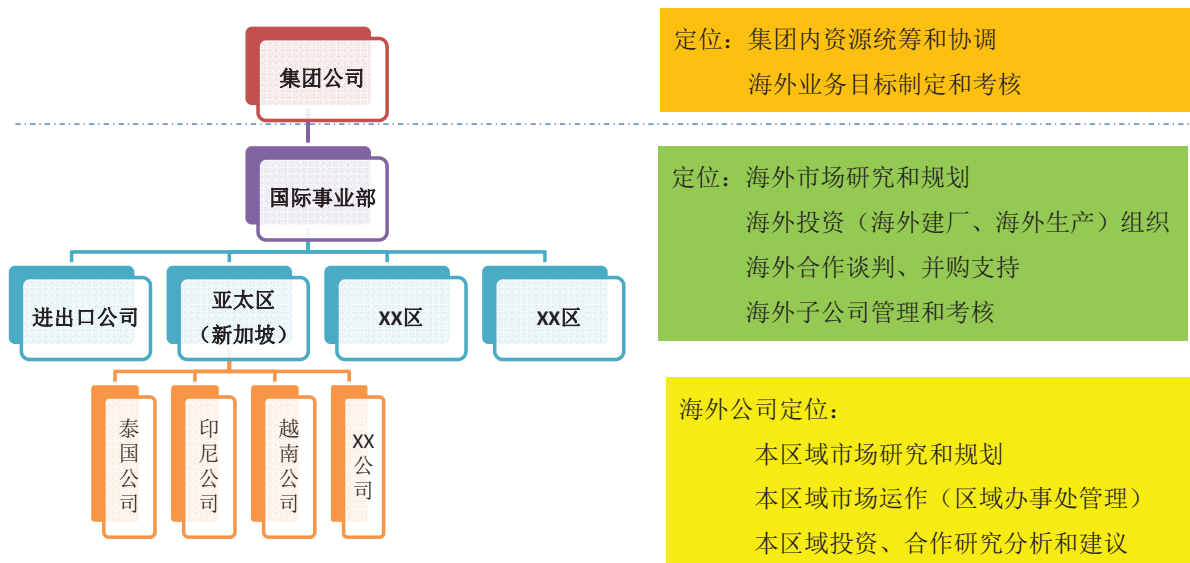 集团公司
定位：集团内资源统筹和协调
海外业务目标制定和考核
国际事业部
定位：海外市场研究和规划
海外投资（海外建厂、海外生产）组织
海外合作谈判、并购支持
海外子公司管理和考核
进出口公司
亚太区
（新加坡）
XX区
XX区
泰国公司
印尼公司
越南公司
XX公司
海外公司定位：
本区域市场研究和规划
本区域市场运作（区域办事处管理）
本区域投资、合作研究分析和建议